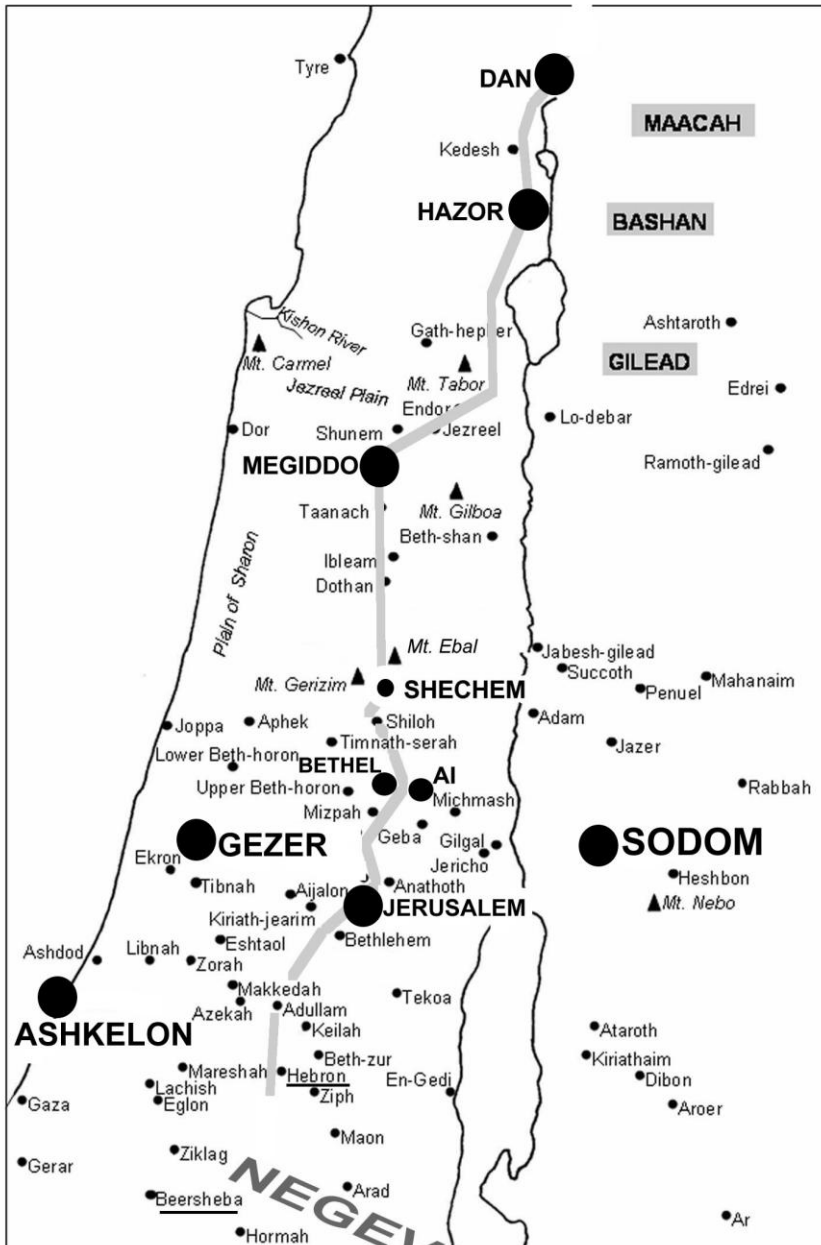 Tyre
DAN
MAACAH
Kedesh
HAZOR
BASHAN
Kishon River
Gath-hepher
Ashtaroth
Mt. Carmel
Mt. Tabor
GILEAD
Jezreel Plain
Edrei
Endor
Lo-debar
Dor
Shunem
Jezreel
MEGIDDO
Ramoth-gilead
Taanach
Mt. Gilboa
Beth-shan
Ibleam
Dothan
Plain of Sharon
Mt. Ebal
Jabesh-gilead
Succoth
Mt. Gerizim
SHECHEM
Penuel
Mahanaim
Joppa
Aphek
Shiloh
Adam
Timnath-serah
Jazer
Lower Beth-horon
BETHEL
AI
Upper Beth-horon
Rabbah
Mizpah
Michmash
GEZER
Geba
Gilgal
SODOM
Jericho
Ekron
Heshbon
Tibnah
Aijalon
Anathoth
Mt. Nebo
Kiriath-jearim
JERUSALEM
Eshtaol
Bethlehem
Ashdod
Libnah
Zorah
Makkedah
Tekoa
Azekah
Adullam
ASHKELON
Keilah
Ataroth
Beth-zur
Kiriathaim
Mareshah
Hebron
En-Gedi
Dibon
Lachish
Ziph
Gaza
Eglon
Aroer
Maon
Ziklag
Gerar
NEGEV
Arad
Beersheba
Ar
Hormah